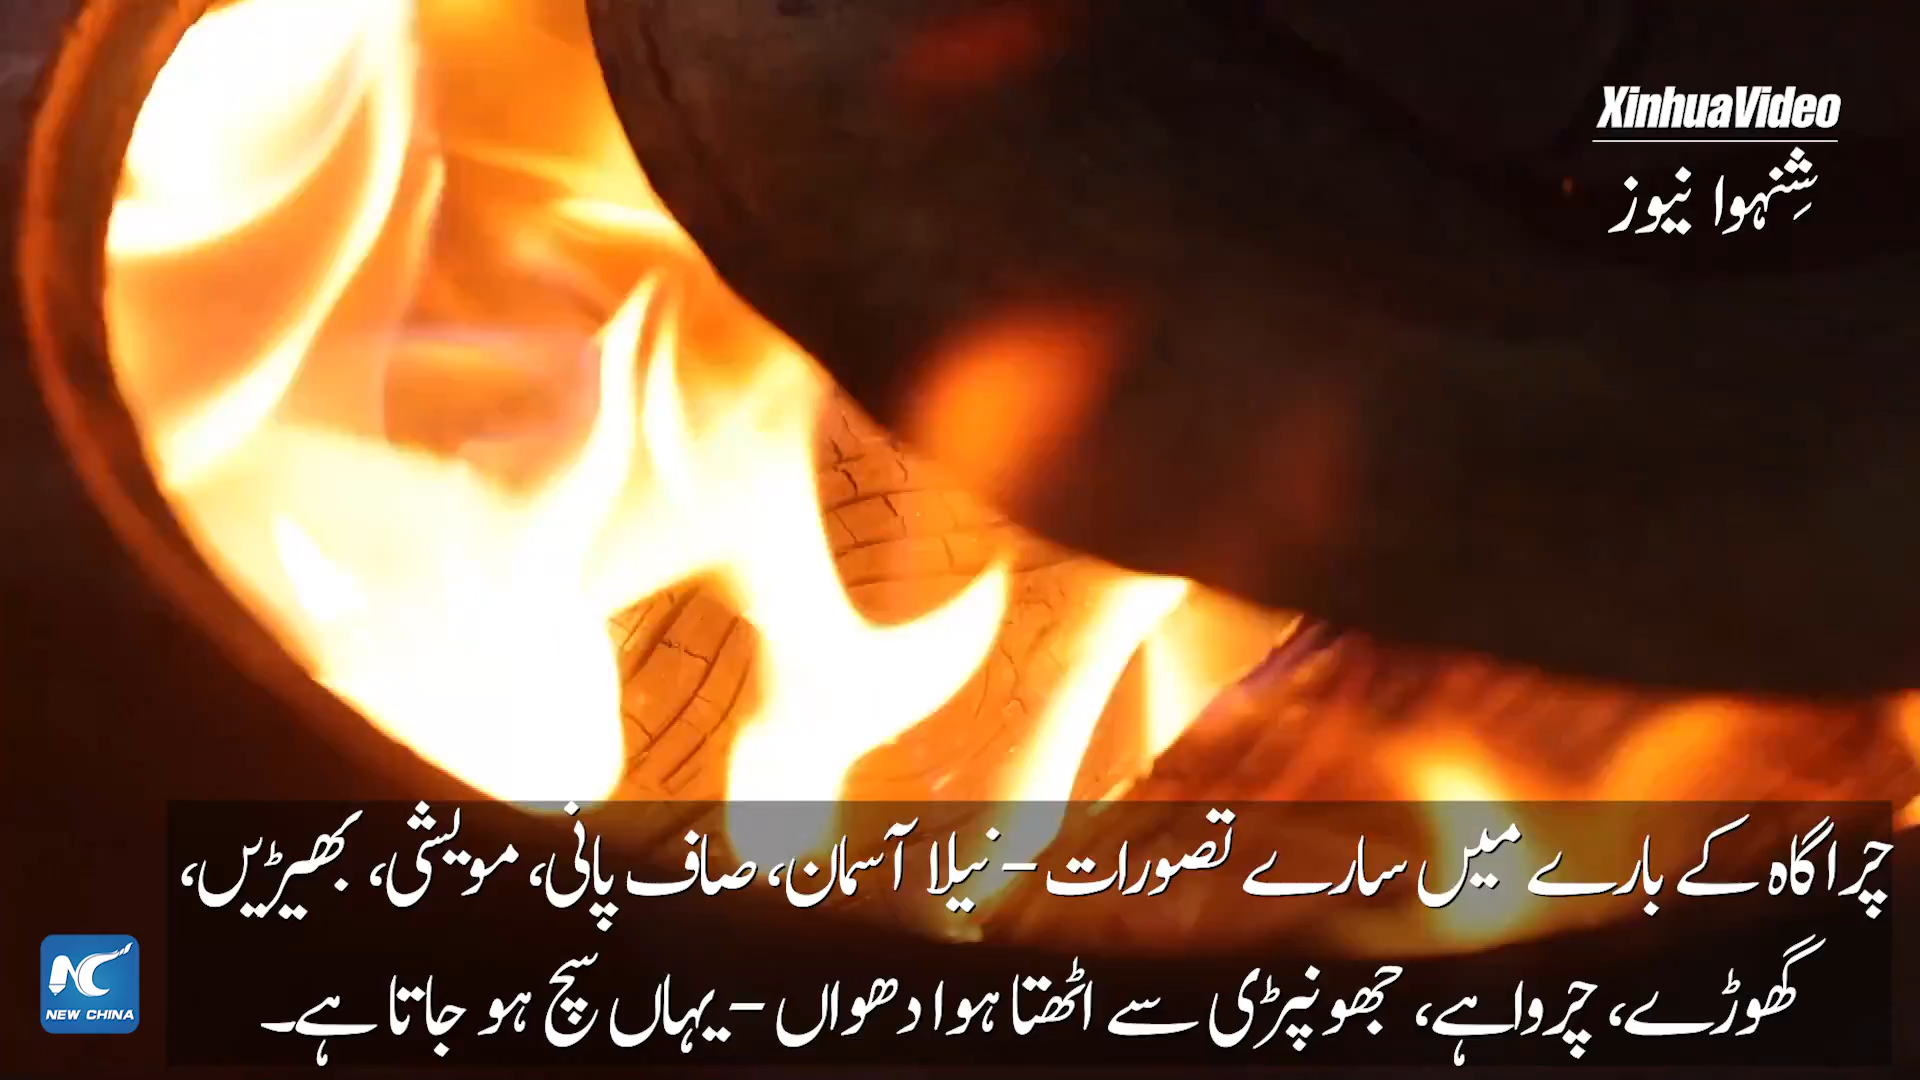 XinhuaVideo
شِنہوا نیوز
چراگاہ کے بارے میں سارے تصورات – نیلا آسمان، صاف پانی، مویشی، بھیڑیں،
گھوڑے، چرواہے، جھونپڑی سے اٹھتا ہوا دھواں – یہاں سچ ہو جاتا ہے۔
NEW CHINA